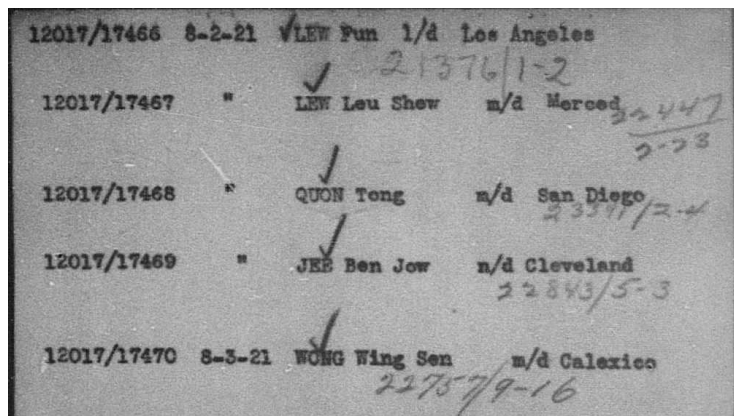 12017/17466 8-2-21 ✓LEW Fun l/d Los Angeles
21376/1-2
12017/17467 " LEW Leu Shew m/d Merced
22447
2-23
12017/17468 " QUON Tong m/d San Diego
/2-4
12017/17469 " JEE Ben Jow n/d Cleveland
22843/5-3
12017/17470 8-3-21 WONG Wing Sen m/d Calexico
22757/9-16